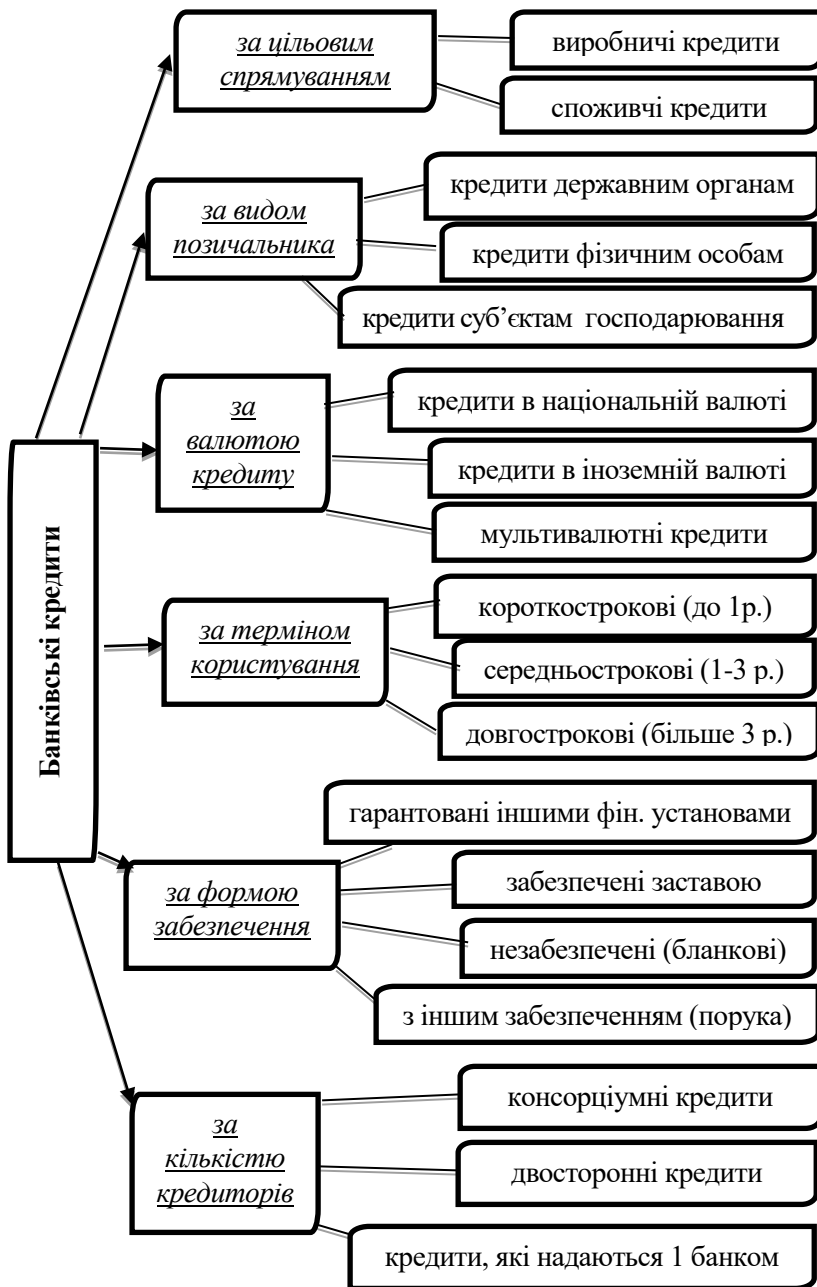 за цільовим
спрямуванням
виробничі кредити
споживчі кредити
за видом
позичальника
кредити державним органам
кредити фізичним особам
кредити суб’єктам господарювання
за
валютою
кредиту
кредити в національній валюті
кредити в іноземній валюті
мультивалютні кредити
Банківські кредити
за терміном
користування
короткострокові (до 1р.)
середньострокові (1-3 р.)
довгострокові (більше 3 р.)
за формою
забезпечення
гарантовані іншими фін. установами
забезпечені заставою
незабезпечені (бланкові)
з іншим забезпеченням (порука)
за
кількістю
кредиторів
консорціумні кредити
двосторонні кредити
кредити, які надаються 1 банком